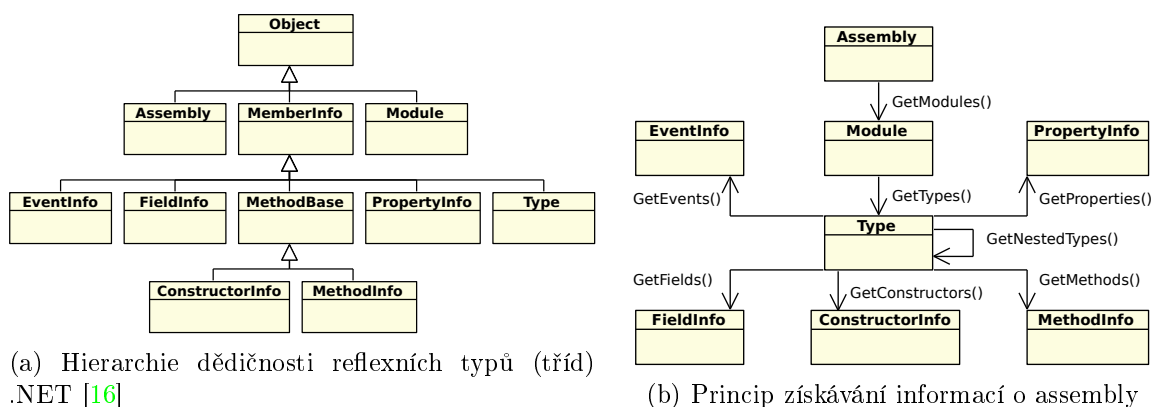 Object
Assembly
MemberInfo
Module
EventInfo
FieldInfo
MethodBase
PropertyInfo
Type
ConstructorInfo
MethodInfo
(a) Hierarchie dědičnosti reflexních typů (tříd)
.NET [16]
Assembly
GetModules()
EventInfo
Module
PropertyInfo
GetEvents()
GetTypes()
GetProperties()
Type
GetNestedTypes()
GetFields()
GetConstructors()
GetMethods()
FieldInfo
ConstructorInfo
MethodInfo
(b) Princip získávání informací o assembly